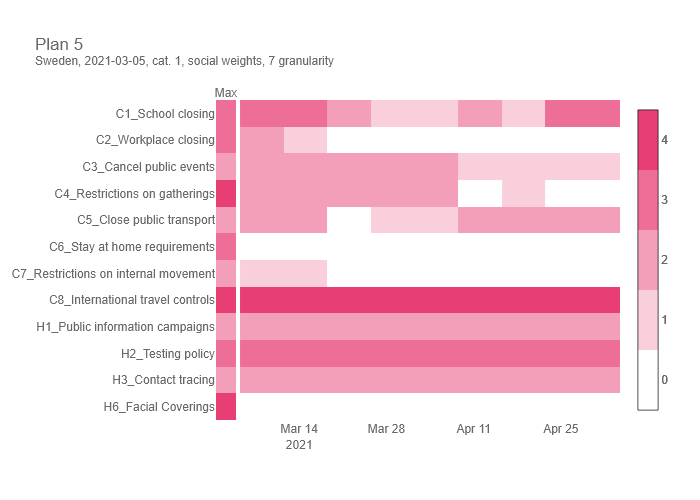 Plan 5
Sweden, 2021-03-05, cat. 1, social weights, 7 granularity
Max
C1_School closing
C2_Workplace closing
C3_Cancel public events
C4_Restrictions on gatherings
C5_Close public transport
C6_Stay at home requirements
C7_Restrictions on internal movement
C8_International travel controls
H1_Public information campaigns
H2_Testing policy
H3_Contact tracing
H6_Facial Coverings
Mar 14 Mar 28 Apr 11 Apr 25
2021
4
3
2
1
0